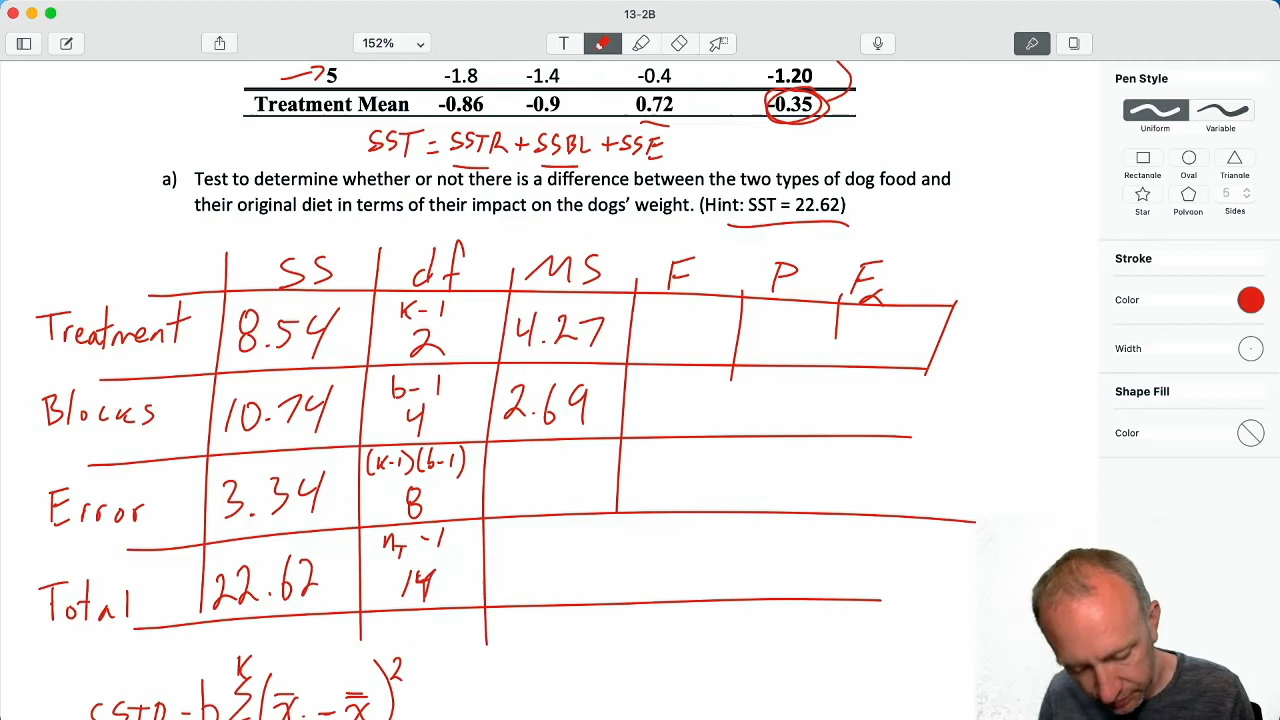 13-2B
152%
T
5 -1.8 -1.4 -0.4 -1.20
Treatment Mean -0.86 -0.9 0.72 -0.35
SST = SSTR + SSBL + SSE
a) Test to determine whether or not there is a difference between the two types of dog food and
their original diet in terms of their impact on the dogs' weight. (Hint: SST = 22.62)
SS df MS F P Fα
Treatment 8.54 K-1 2 4.27
Blocks 10.74 b-1 4 2.69
Error 3.34 (K-1)(b-1) 8
Total 22.62 nT -1 14
K
SSTR = b Σ(x̄. - x̿)²
Pen Style
Uniform Variable
Rectangle Oval Triangle
5
Star Polygon Sides
Stroke
Color
Width
Shape Fill
Color